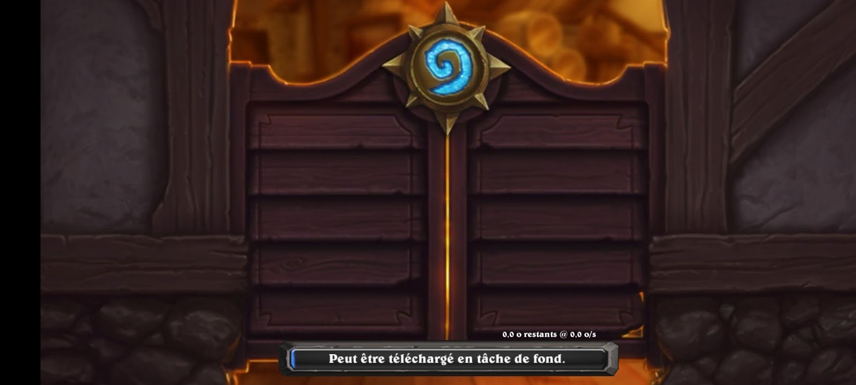 0,0 o restants @ 0,0 o/s
Peut être téléchargé en tâche de fond.